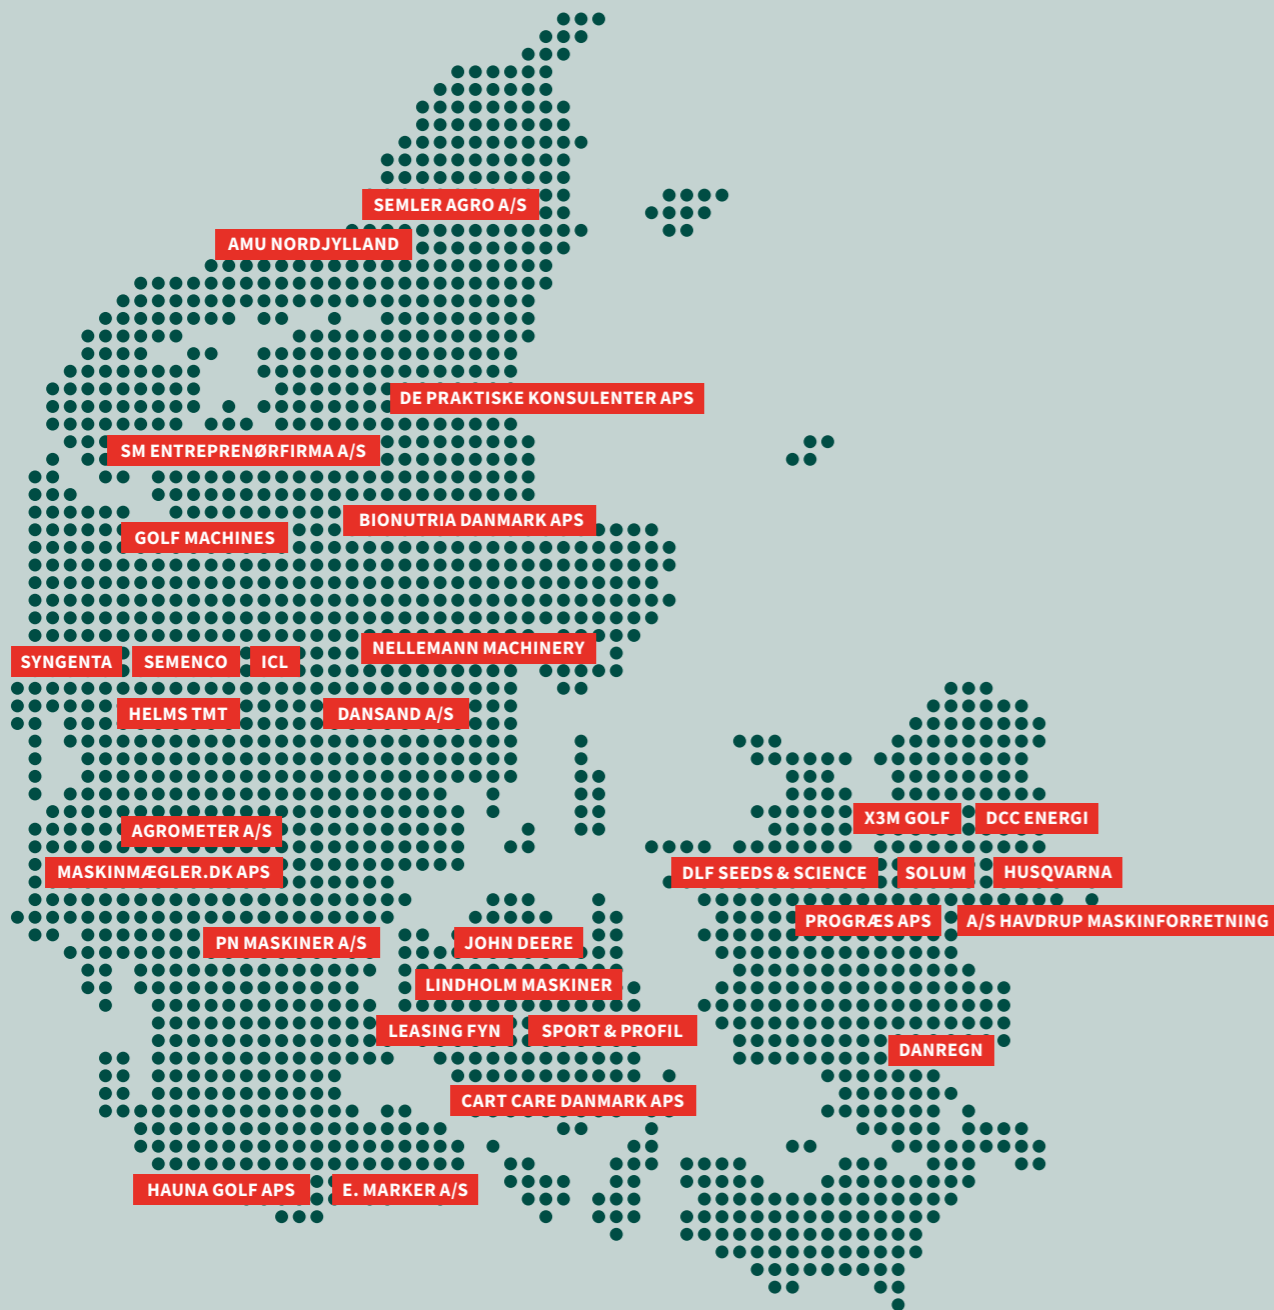 SEMLER AGRO A/S
AMU NORDJYLLAND
DE PRAKTISKE KONSULENTER APS
SM ENTREPRENØRFIRMA A/S
BIONUTRIA DANMARK APS
GOLF MACHINES
NELLEMANN MACHINERY
SYNGENTA
SEMENCO
ICL
HELMS TMT
DANSAND A/S
X3M GOLF
DCC ENERGI
AGROMETER A/S
MASKINMÆGLER.DK APS
DLF SEEDS & SCIENCE
SOLUM
HUSQVARNA
PROGRÆS APS
A/S HAVDRUP MASKINFORRETNING
PN MASKINER A/S
JOHN DEERE
LINDHOLM MASKINER
LEASING FYN
SPORT & PROFIL
DANREGN
CART CARE DANMARK APS
HAUNA GOLF APS
E. MARKER A/S